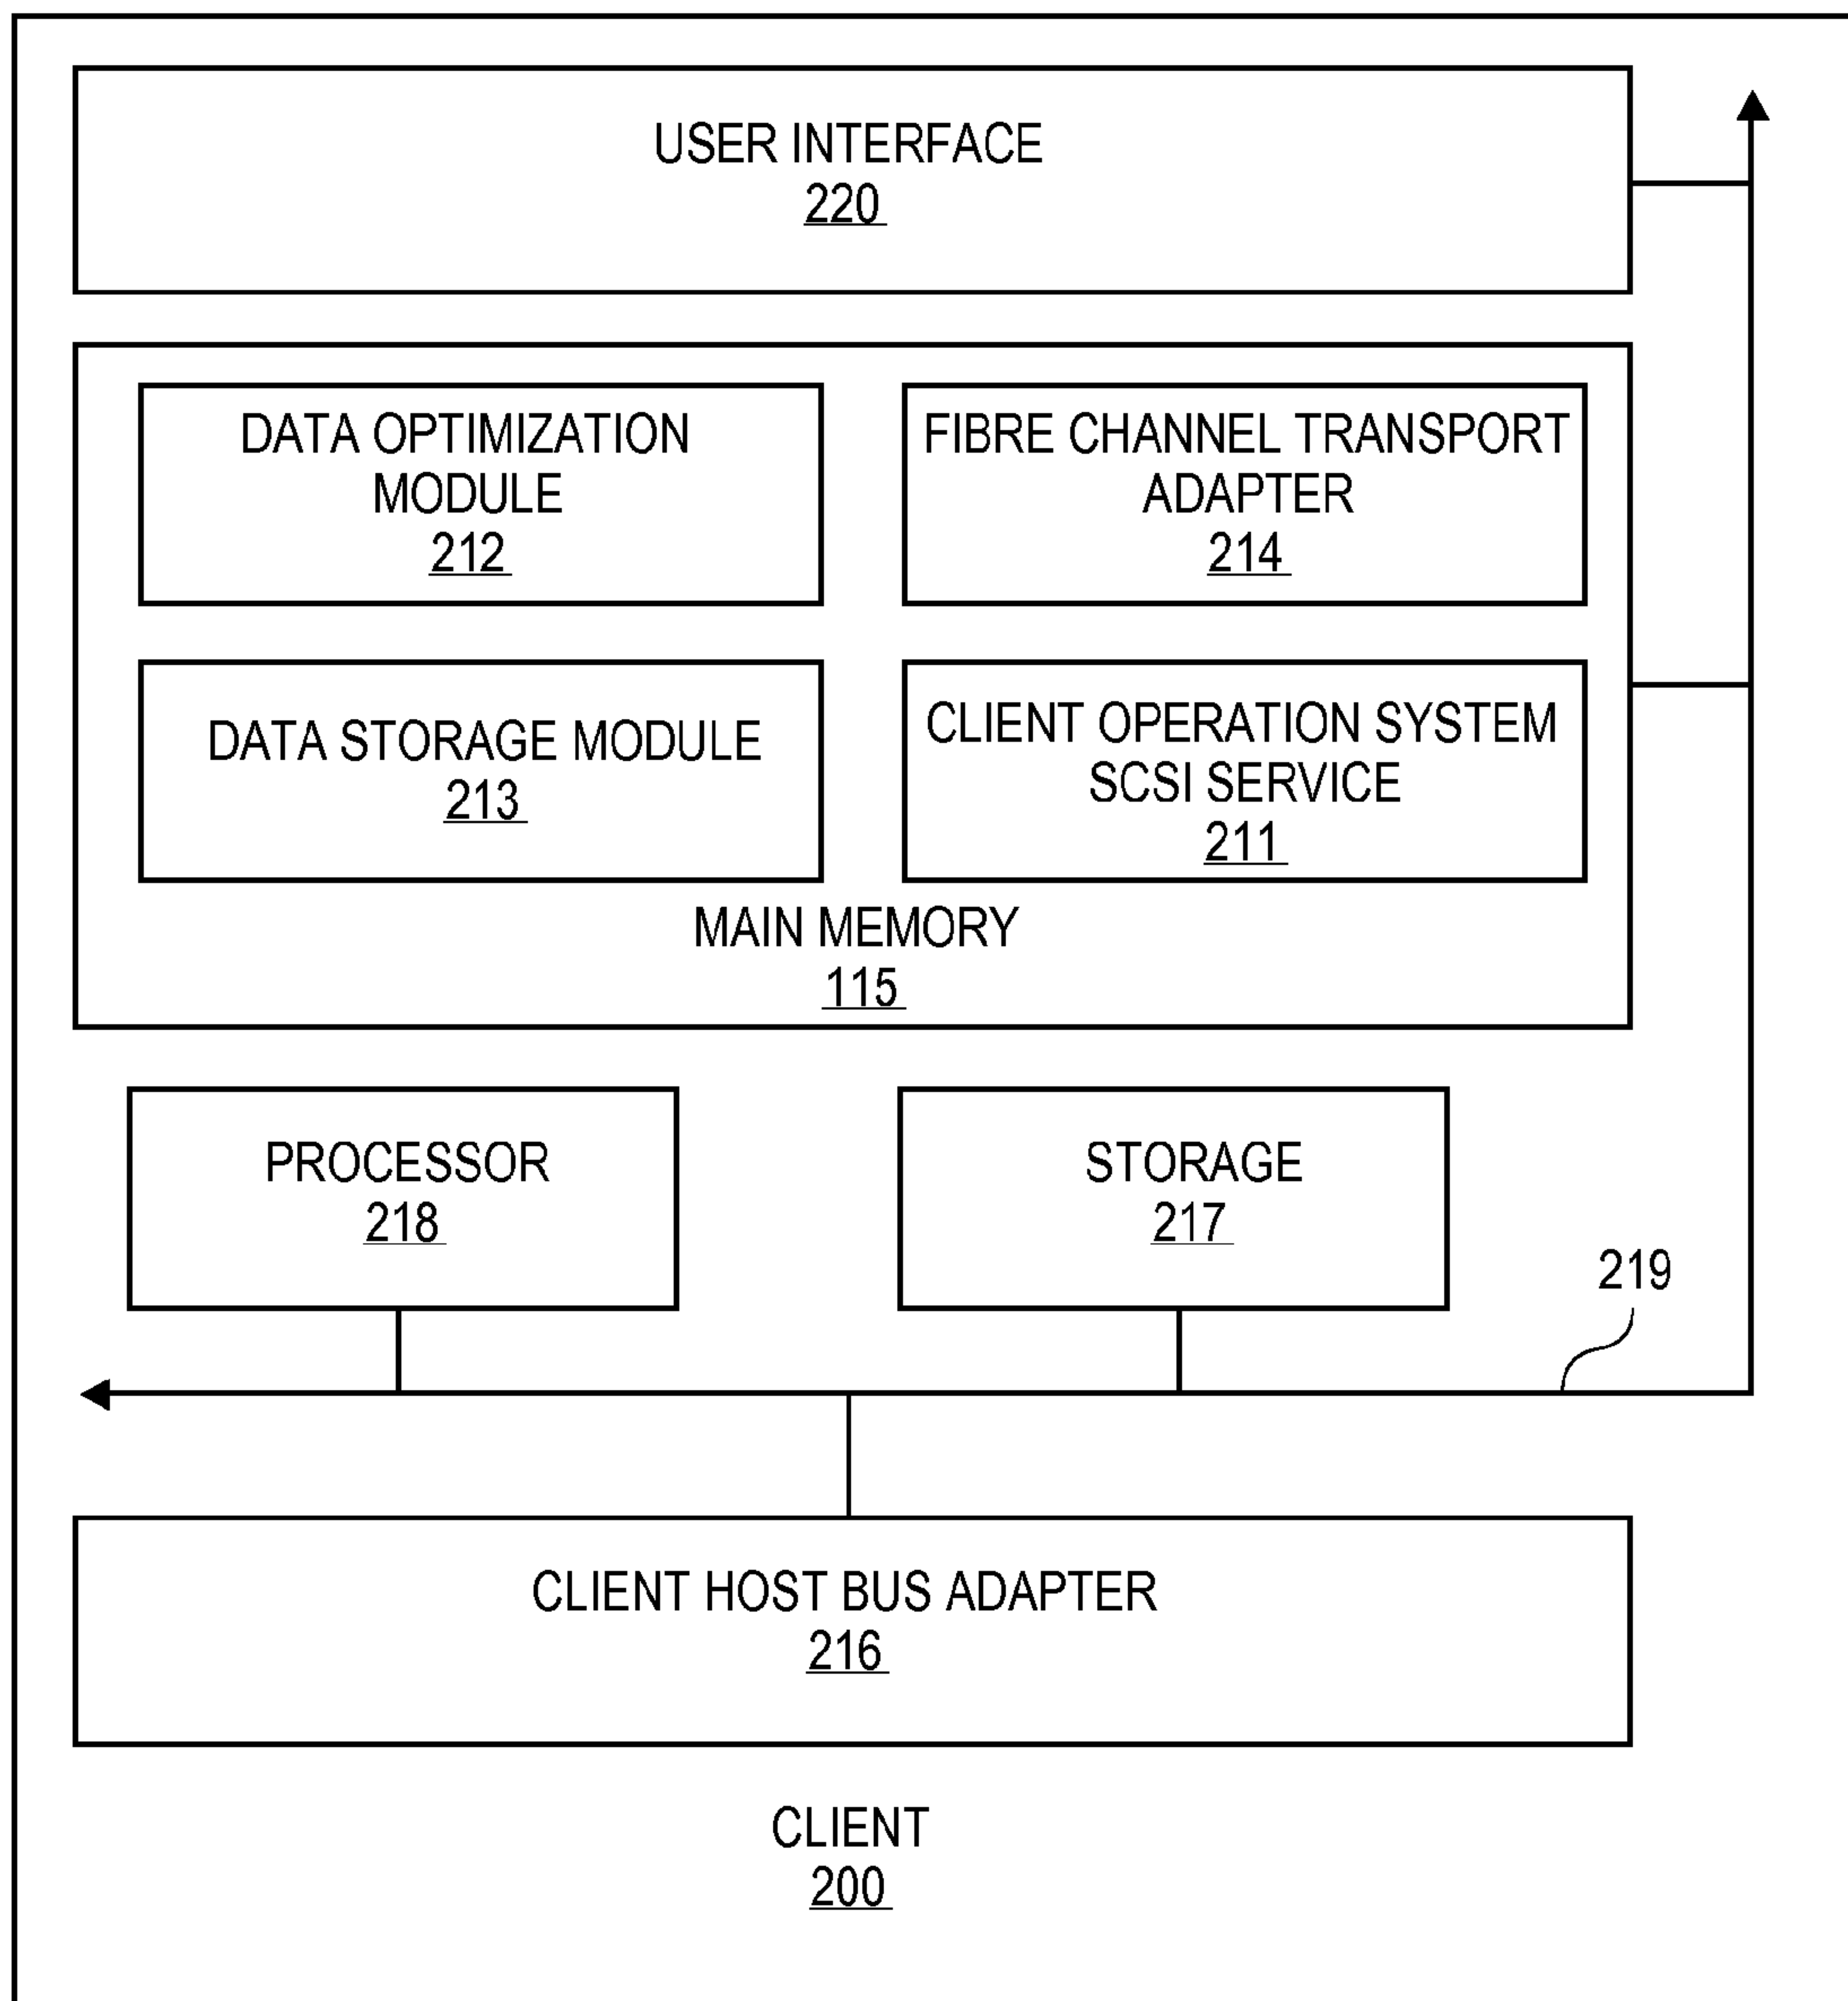 USER INTERFACE
220
DATA OPTIMIZATION
MODULE
212
FIBRE CHANNEL TRANSPORT
ADAPTER
214
DATA STORAGE MODULE
213
CLIENT OPERATION SYSTEM
SCSI SERVICE
211
MAIN MEMORY
115
PROCESSOR
218
STORAGE
217
219
CLIENT HOST BUS ADAPTER
216
CLIENT
200